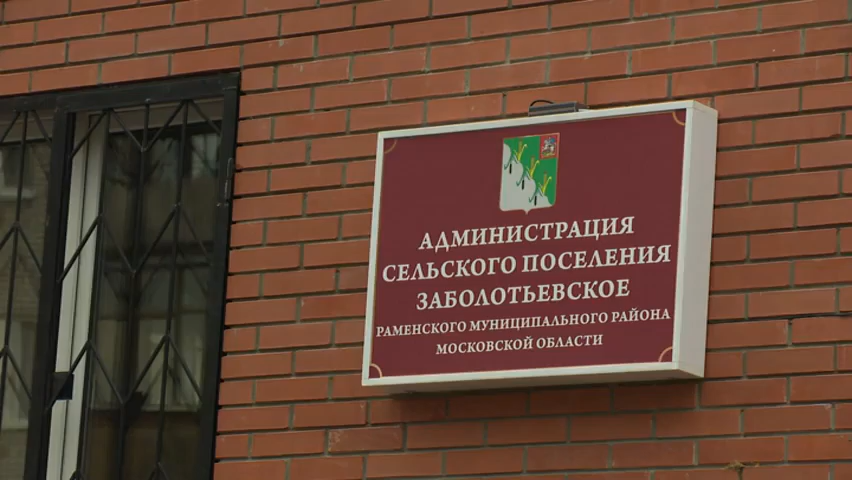 АДМИНИСТРАЦИЯ
СЕЛЬСКОГО ПОСЕЛЕНИЯ
ЗАБОЛОТЬЕВСКОЕ
РАМЕНСКОГО МУНИЦИПАЛЬНОГО РАЙОНА
МОСКОВСКОЙ ОБЛАСТИ